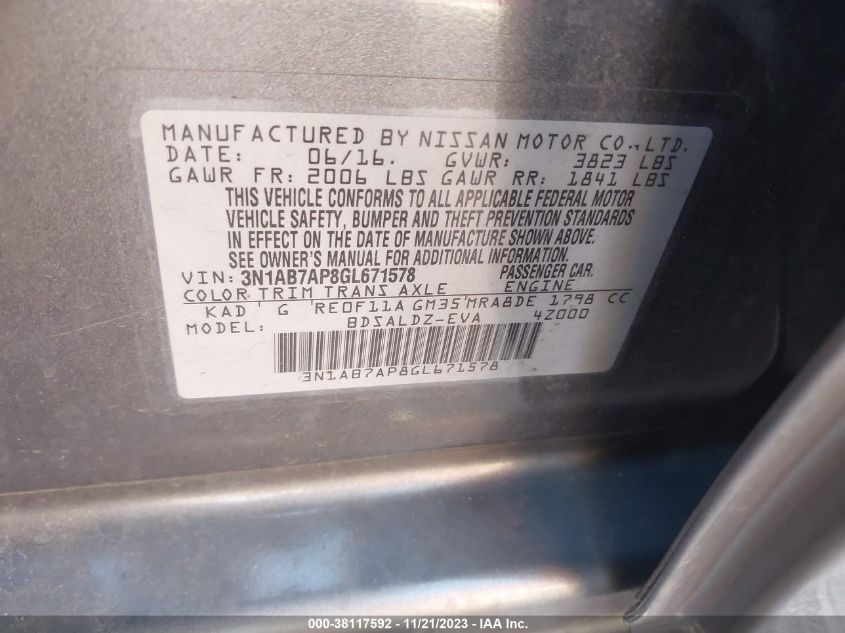 MANUFACTURED BY NISSAN MOTOR CO., LTD.
DATE: 06/16. GVWR: 3823 LBS
GAWR FR: 2006 LBS GAWR RR: 1841 LBS
THIS VEHICLE CONFORMS TO ALL APPLICABLE FEDERAL MOTOR
VEHICLE SAFETY, BUMPER AND THEFT PREVENTION STANDARDS
IN EFFECT ON THE DATE OF MANUFACTURE SHOWN ABOVE.
SEE OWNER'S MANUAL FOR ADDITIONAL INFORMATION.
VIN: 3N1AB7AP8GL671578 PASSENGER CAR.
COLOR TRIM TRANS AXLE ENGINE
KAD G RE0F11A GM35 MRA8DE 1798 CC
MODEL: BDSALDZ-EVA 4Z000
3N1AB7AP8GL671578
000-38117592 - 11/21/2023 - IAA Inc.